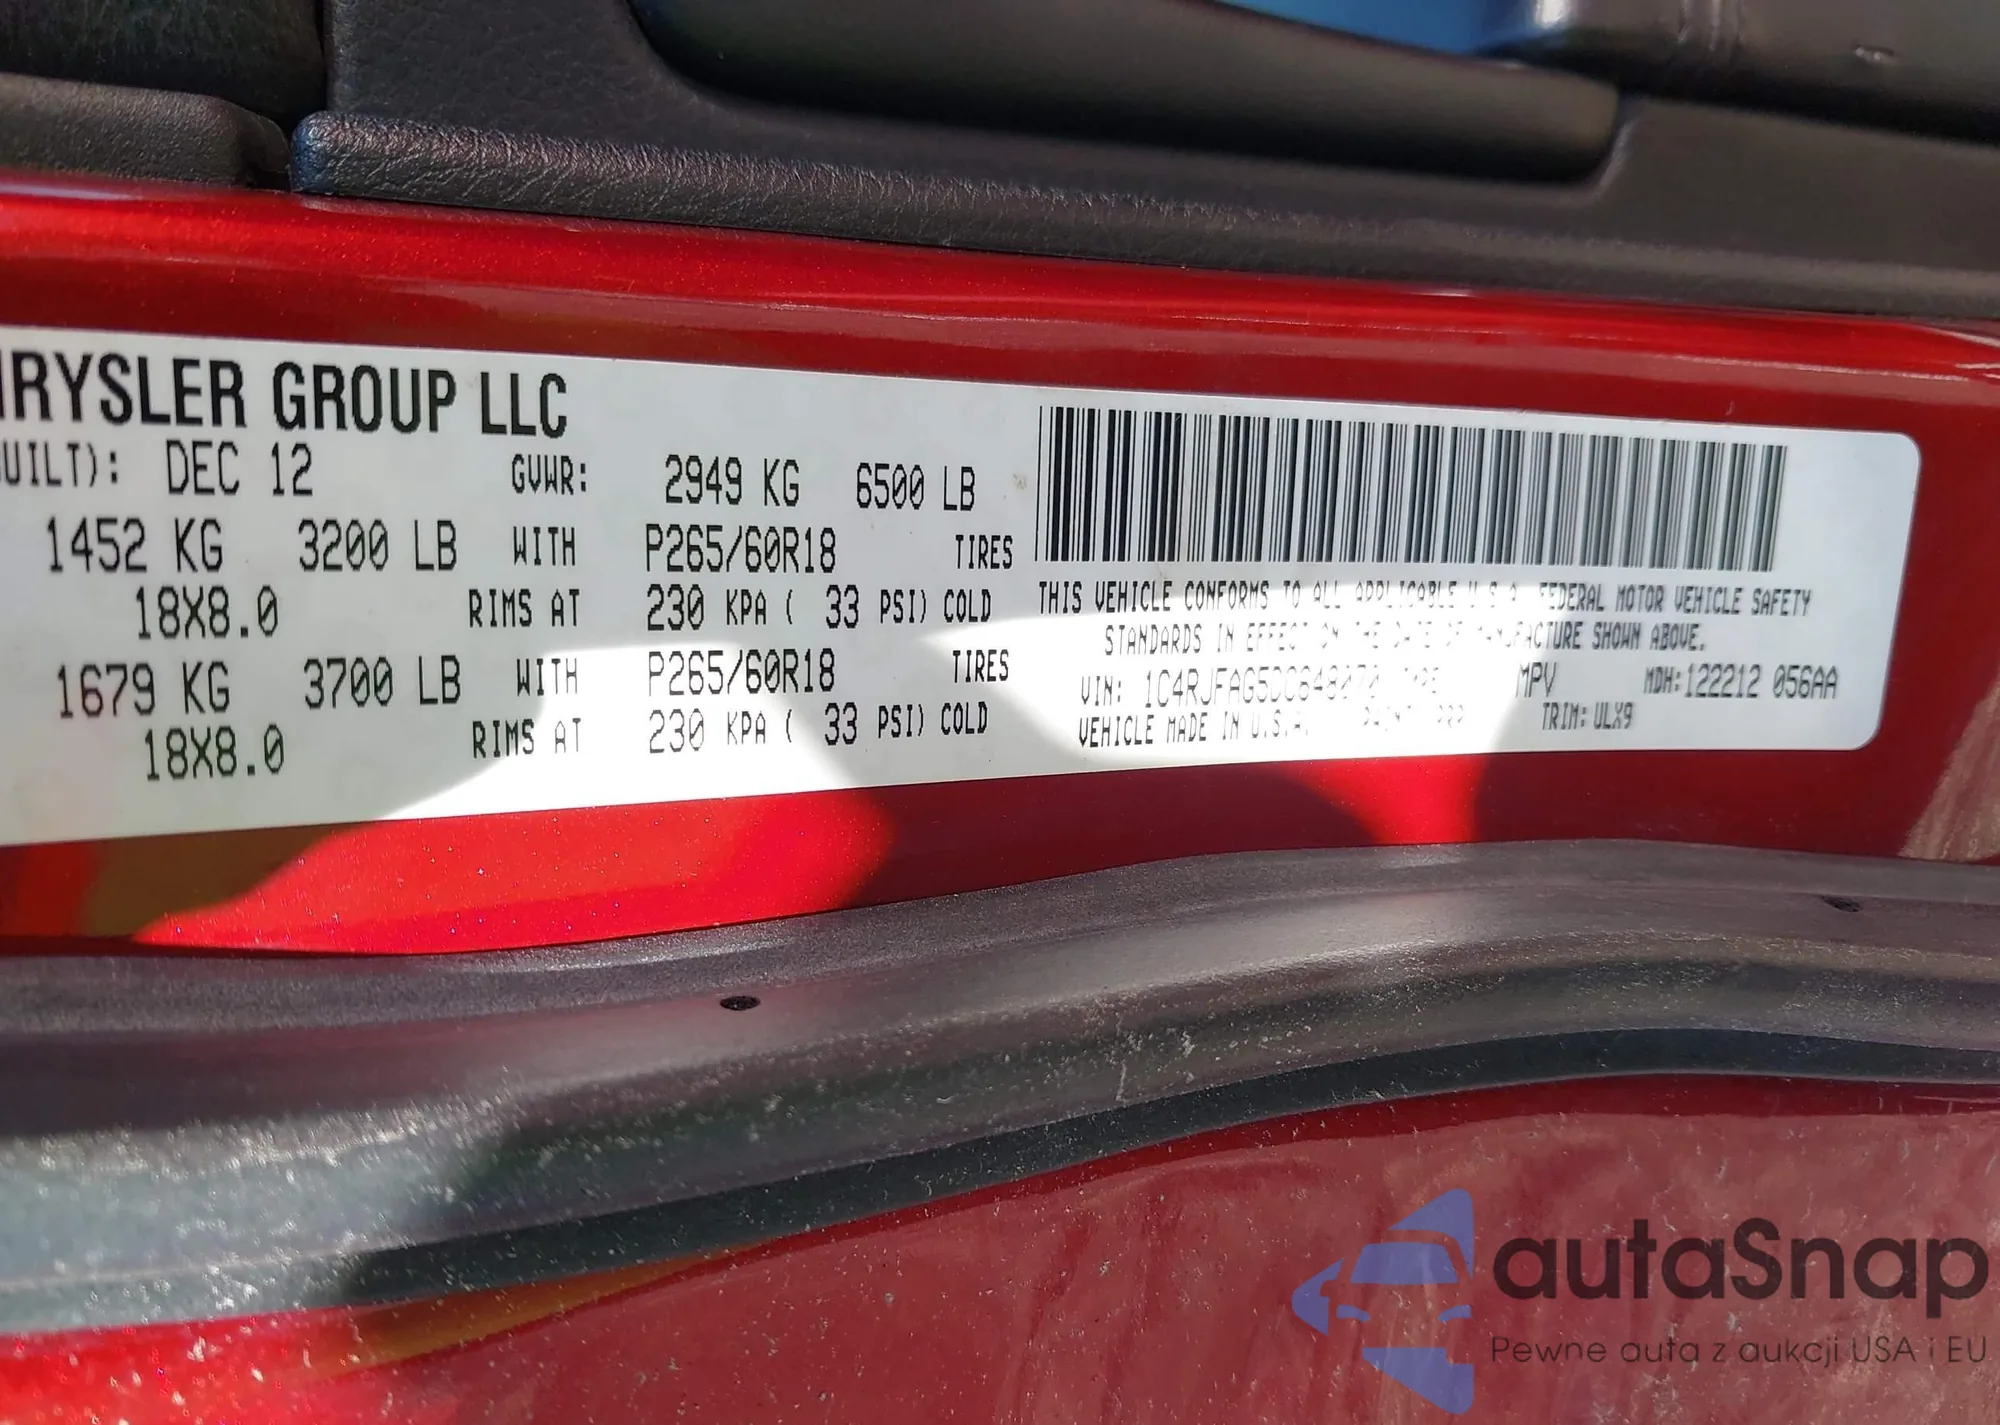 HRYSLER GROUP LLC
UILT): DEC 12 GVWR: 2949 KG 6500 LB
1452 KG 3200 LB WITH P265/60R18 TIRES
18X8.0 RIMS AT 230 KPA ( 33 PSI) COLD
1679 KG 3700 LB WITH P265/60R18 TIRES
18X8.0 RIMS AT 230 KPA ( 33 PSI) COLD
THIS VEHICLE CONFORMS TO ALL APPLICABLE U.S.A. FEDERAL MOTOR VEHICLE SAFETY
STANDARDS IN EFFECT ON THE DATE OF MANUFACTURE SHOWN ABOVE.
VIN: 1C4RJFAG5DC648070 MPV MDH:122212 056AA
VEHICLE MADE IN U.S.A. TRIM: ULX9
autaSnap
Pewne auta z aukcji USA i EU